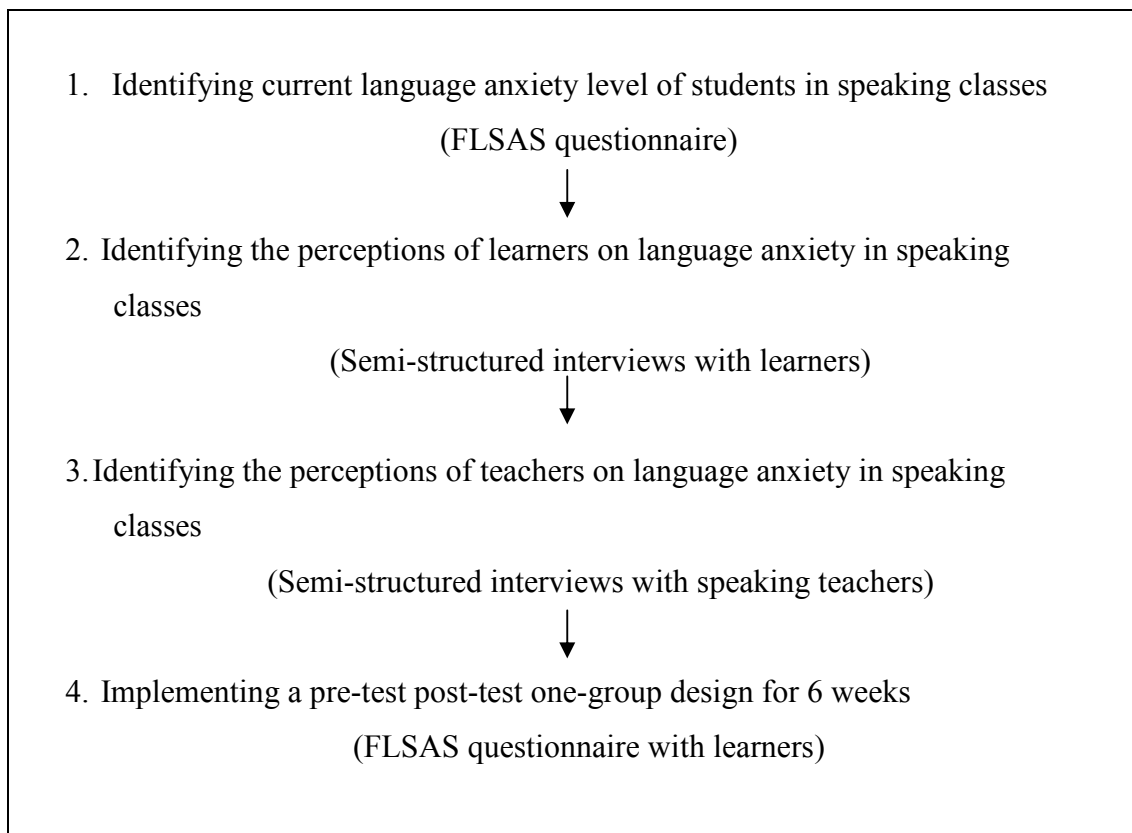 1. Identifying current language anxiety level of students in speaking classes
(FLSAS questionnaire)
2. Identifying the perceptions of learners on language anxiety in speaking
classes
(Semi-structured interviews with learners)
3. Identifying the perceptions of teachers on language anxiety in speaking
classes
(Semi-structured interviews with speaking teachers)
4. Implementing a pre-test post-test one-group design for 6 weeks
(FLSAS questionnaire with learners)